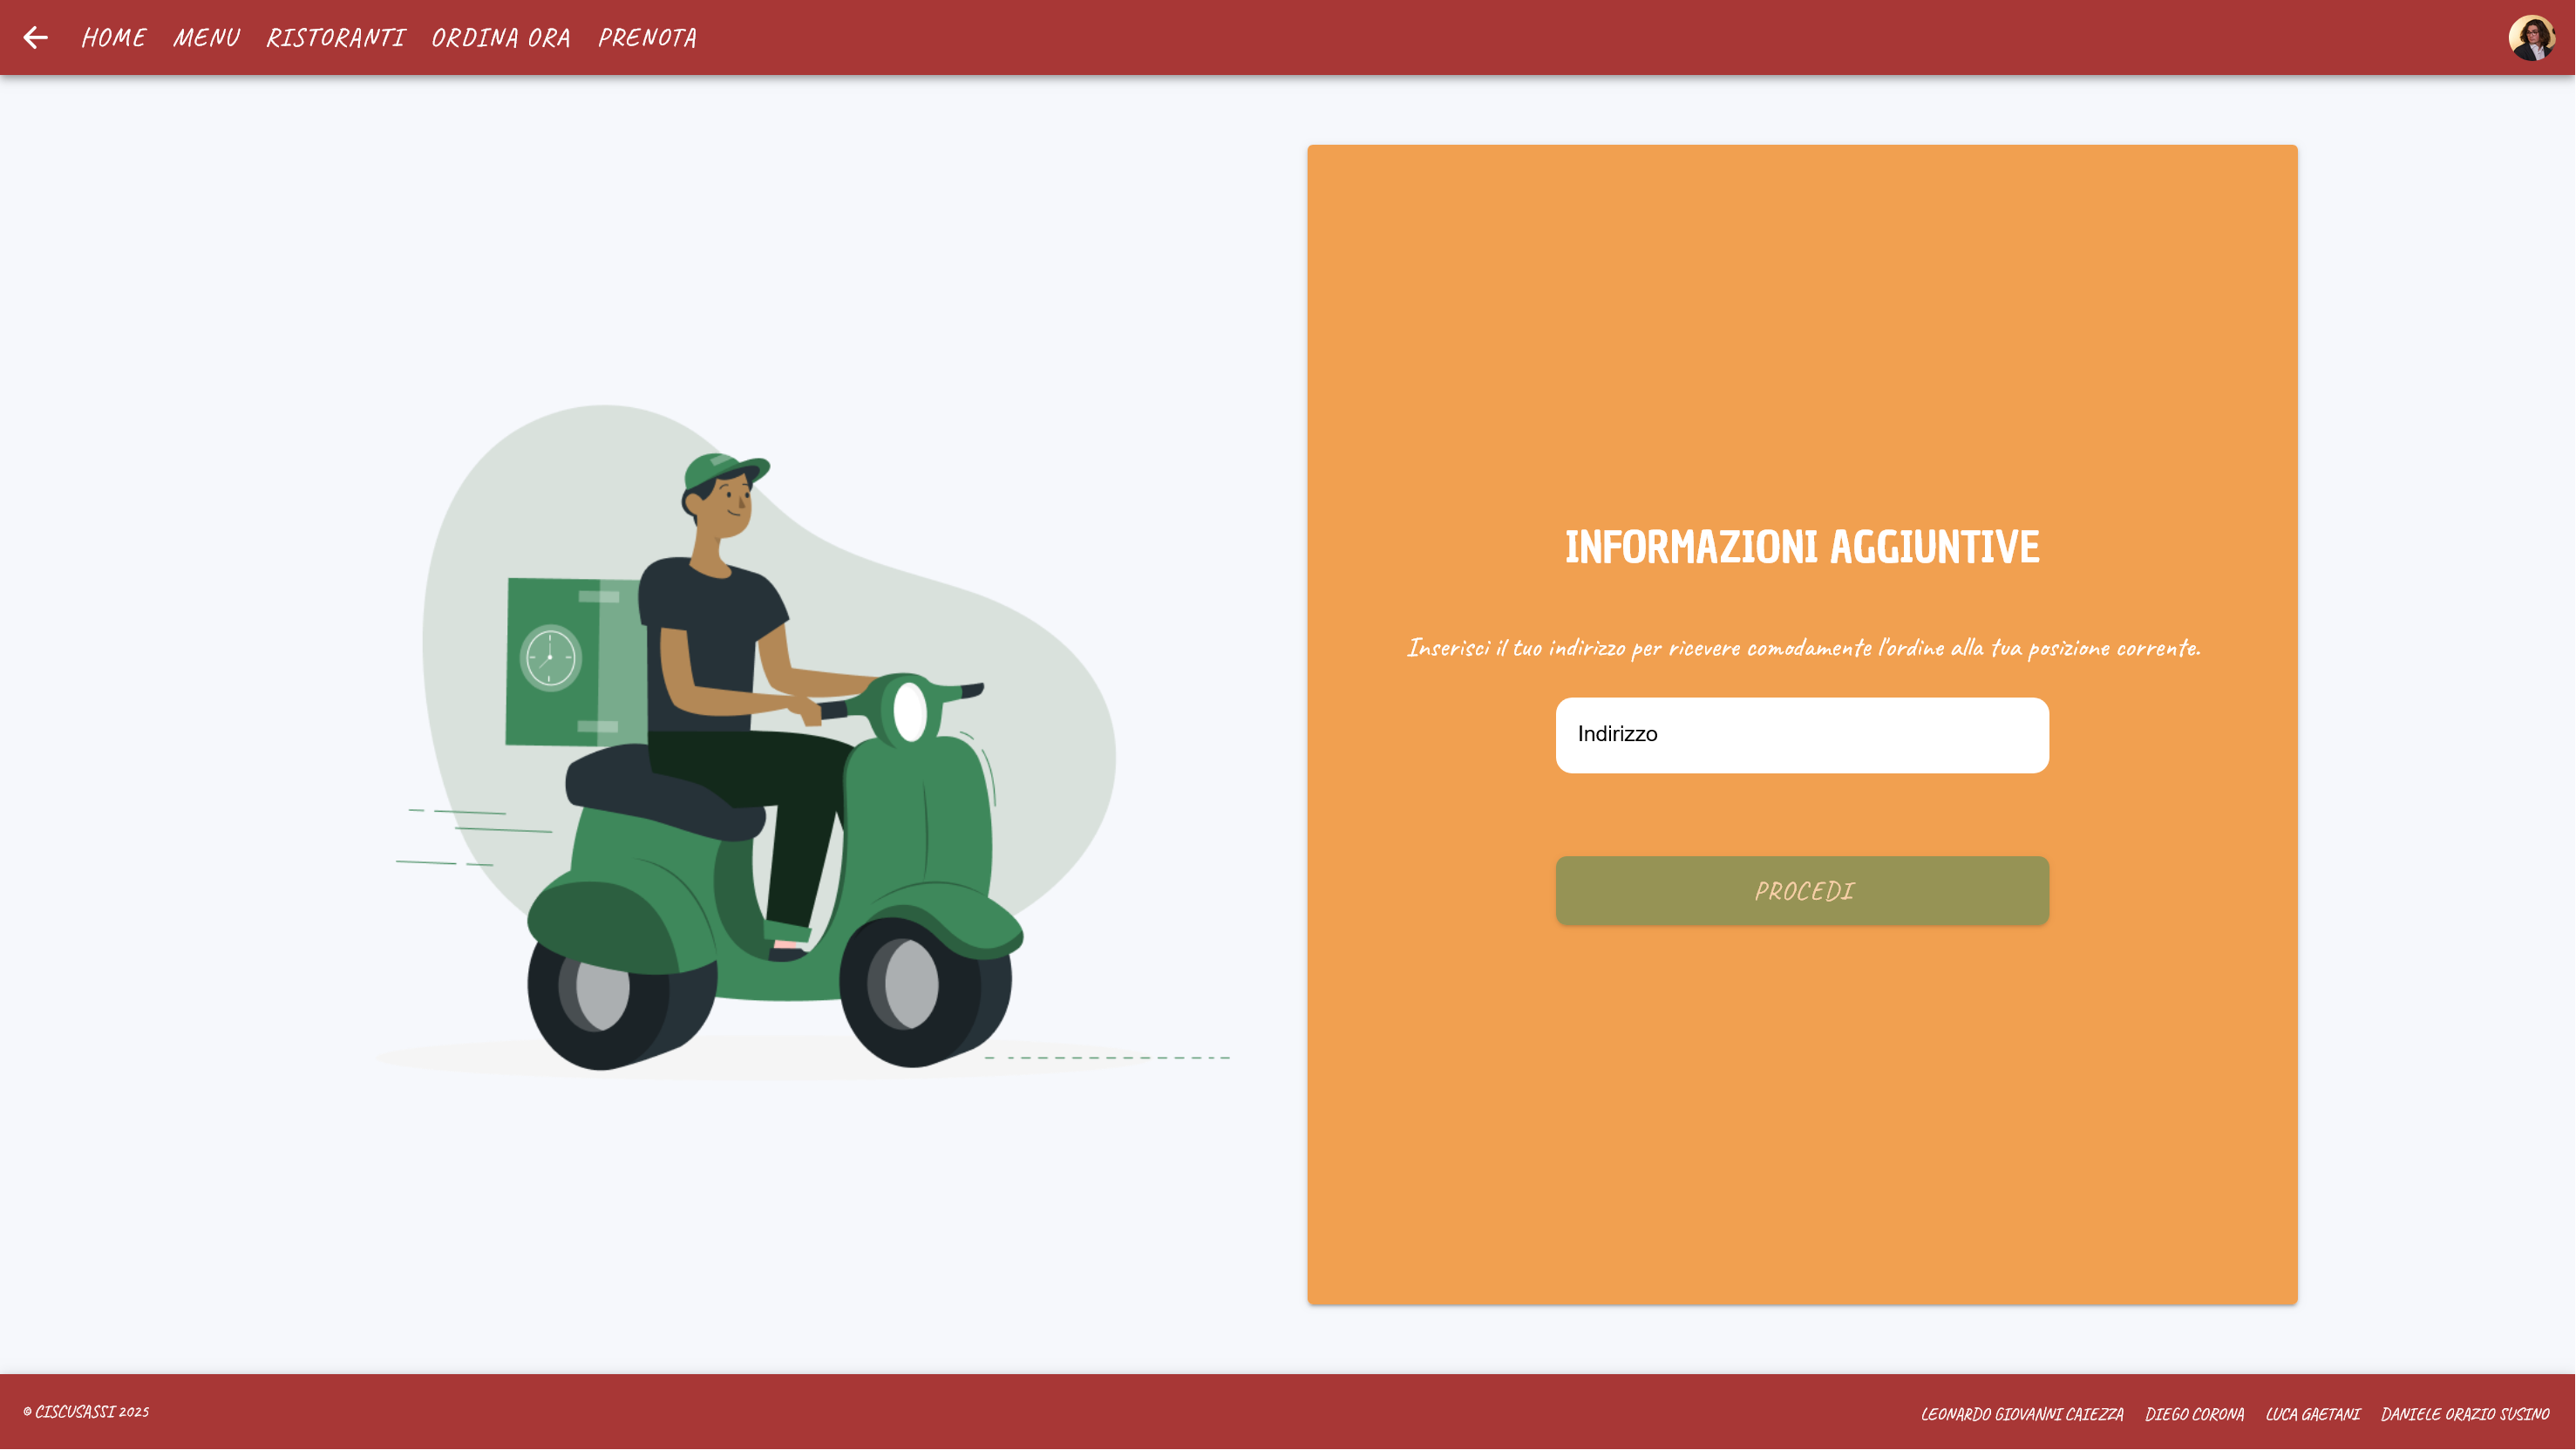 HOME MENU RISTORANTI ORDINA ORA PRENOTA
INFORMAZIONI AGGIUNTIVE
Inserisci il tuo indirizzo per ricevere comodamente l'ordine alla tua posizione corrente.
Indirizzo
PROCEDI
© CISCUSASSI 2025
LEONARDO GIOVANNI CAIEZZA DIEGO CORONA LUCA GAETANI DANIELE ORAZIO SUSINO